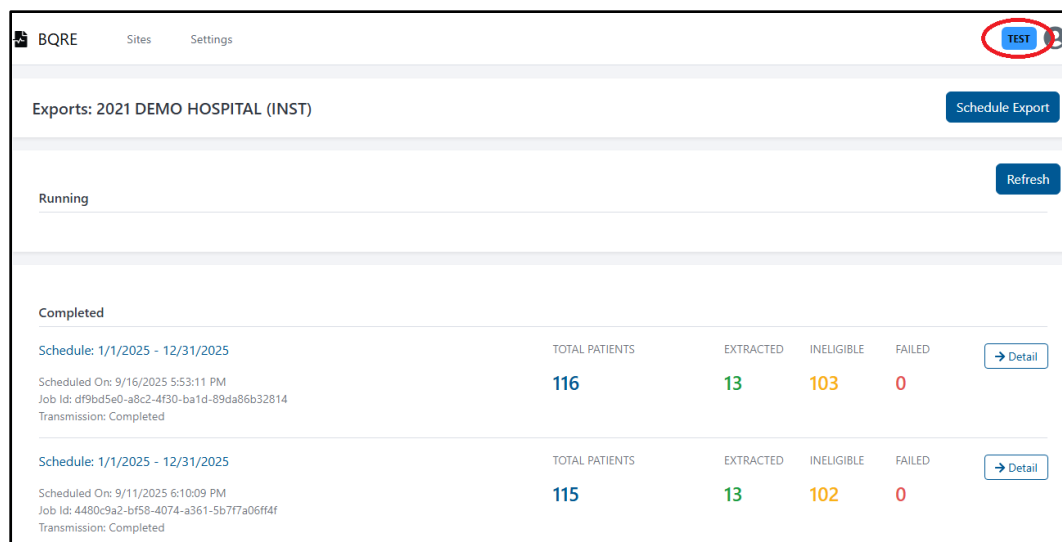 BQRE Sites Settings TEST
Exports: 2021 DEMO HOSPITAL (INST) Schedule Export
Refresh
Running
Completed
Schedule: 1/1/2025 - 12/31/2025 TOTAL PATIENTS EXTRACTED INELIGIBLE FAILED
→ Detail
116 13 103 0
Scheduled On: 9/16/2025 5:53:11 PM
Job Id: df9bd5e0-a8c2-4f30-ba1d-89da86b32814
Transmission: Completed
Schedule: 1/1/2025 - 12/31/2025 TOTAL PATIENTS EXTRACTED INELIGIBLE FAILED
→ Detail
115 13 102 0
Scheduled On: 9/11/2025 6:10:09 PM
Job Id: 4480c9a2-bf58-4074-a361-5b7f7a06ff4f
Transmission: Completed